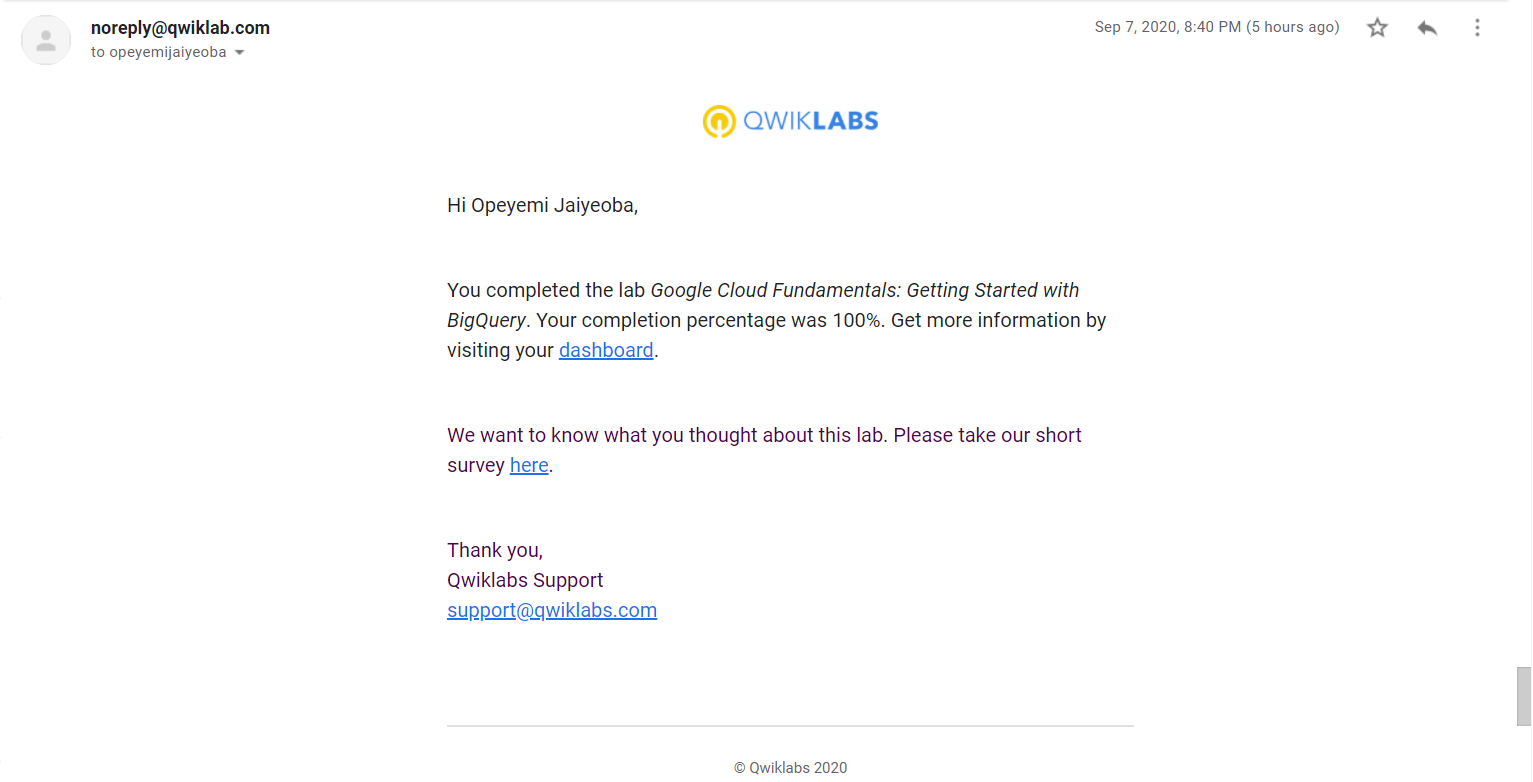 noreply@qwiklab.com
Sep 7, 2020, 8:40 PM (5 hours ago)
to opeyemijaiyeoba
QWIKLABS
Hi Opeyemi Jaiyeoba,
You completed the lab Google Cloud Fundamentals: Getting Started with
BigQuery. Your completion percentage was 100%. Get more information by
visiting your dashboard.
We want to know what you thought about this lab. Please take our short
survey here.
Thank you,
Qwiklabs Support
support@qwiklabs.com
© Qwiklabs 2020